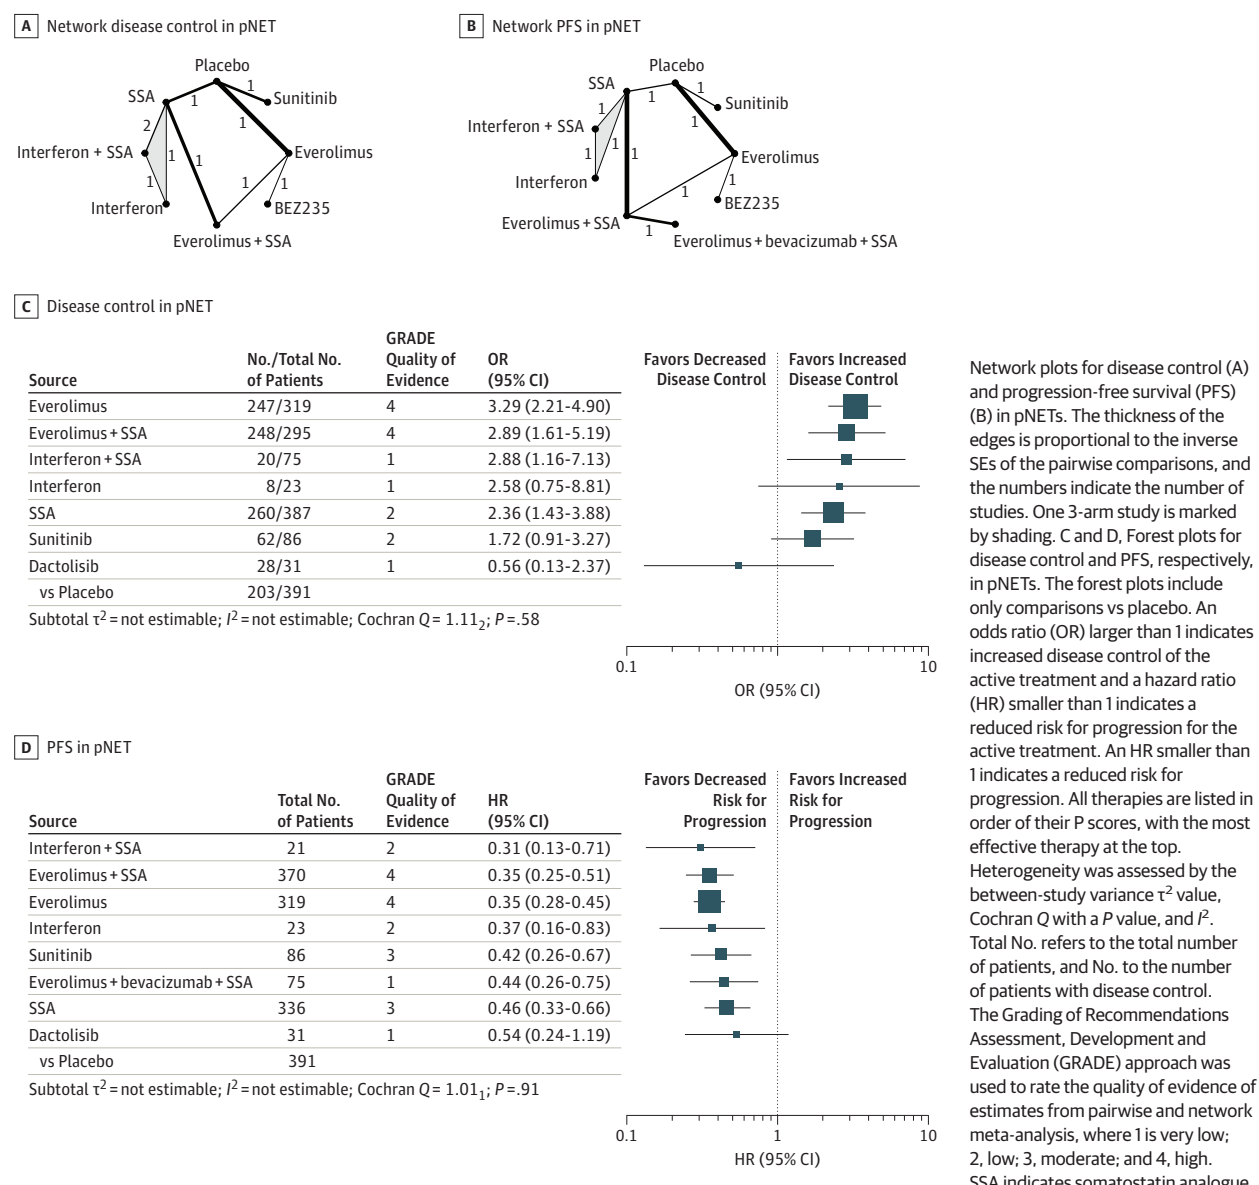 A Network disease control in pNET
Placebo
SSA
1
1
Sunitinib
2
1
Interferon + SSA
1
1
Everolimus
1
1
1
Interferon
BEZ235
Everolimus + SSA
B Network PFS in pNET
Placebo
SSA
1
1
Sunitinib
1
Interferon + SSA
1
1
1
1
Everolimus
Interferon
1
1
BEZ235
Everolimus + SSA
1
Everolimus + bevacizumab + SSA
C Disease control in pNET
Source No./Total No. of Patients GRADE Quality of Evidence OR (95% CI)
Everolimus 247/319 4 3.29 (2.21-4.90)
Everolimus + SSA 248/295 4 2.89 (1.61-5.19)
Interferon + SSA 20/75 1 2.88 (1.16-7.13)
Interferon 8/23 1 2.58 (0.75-8.81)
SSA 260/387 2 2.36 (1.43-3.88)
Sunitinib 62/86 2 1.72 (0.91-3.27)
Dactolisib 28/31 1 0.56 (0.13-2.37)
vs Placebo 203/391
Subtotal τ² = not estimable; I² = not estimable; Cochran Q = 1.11₂; P = .58
Favors Decreased Favors Increased
Disease Control Disease Control
0.1 1 10
OR (95% CI)
D PFS in pNET
Source Total No. of Patients GRADE Quality of Evidence HR (95% CI)
Interferon + SSA 21 2 0.31 (0.13-0.71)
Everolimus + SSA 370 4 0.35 (0.25-0.51)
Everolimus 319 4 0.35 (0.28-0.45)
Interferon 23 2 0.37 (0.16-0.83)
Sunitinib 86 3 0.42 (0.26-0.67)
Everolimus + bevacizumab + SSA 75 1 0.44 (0.26-0.75)
SSA 336 3 0.46 (0.33-0.66)
Dactolisib 31 1 0.54 (0.24-1.19)
vs Placebo 391
Subtotal τ² = not estimable; I² = not estimable; Cochran Q = 1.01₁; P = .91
Favors Decreased Favors Increased
Risk for Risk for
Progression Progression
0.1 1 10
HR (95% CI)
Network plots for disease control (A)
and progression-free survival (PFS)
(B) in pNETs. The thickness of the
edges is proportional to the inverse
SEs of the pairwise comparisons, and
the numbers indicate the number of
studies. One 3-arm study is marked
by shading. C and D, Forest plots for
disease control and PFS, respectively,
in pNETs. The forest plots include
only comparisons vs placebo. An
odds ratio (OR) larger than 1 indicates
increased disease control of the
active treatment and a hazard ratio
(HR) smaller than 1 indicates a
reduced risk for progression for the
active treatment. An HR smaller than
1 indicates a reduced risk for
progression. All therapies are listed in
order of their P scores, with the most
effective therapy at the top.
Heterogeneity was assessed by the
between-study variance τ² value,
Cochran Q with a P value, and I².
Total No. refers to the total number
of patients, and No. to the number
of patients with disease control.
The Grading of Recommendations
Assessment, Development and
Evaluation (GRADE) approach was
used to rate the quality of evidence of
estimates from pairwise and network
meta-analysis, where 1 is very low;
2, low; 3, moderate; and 4, high.
SSA indicates somatostatin analogue